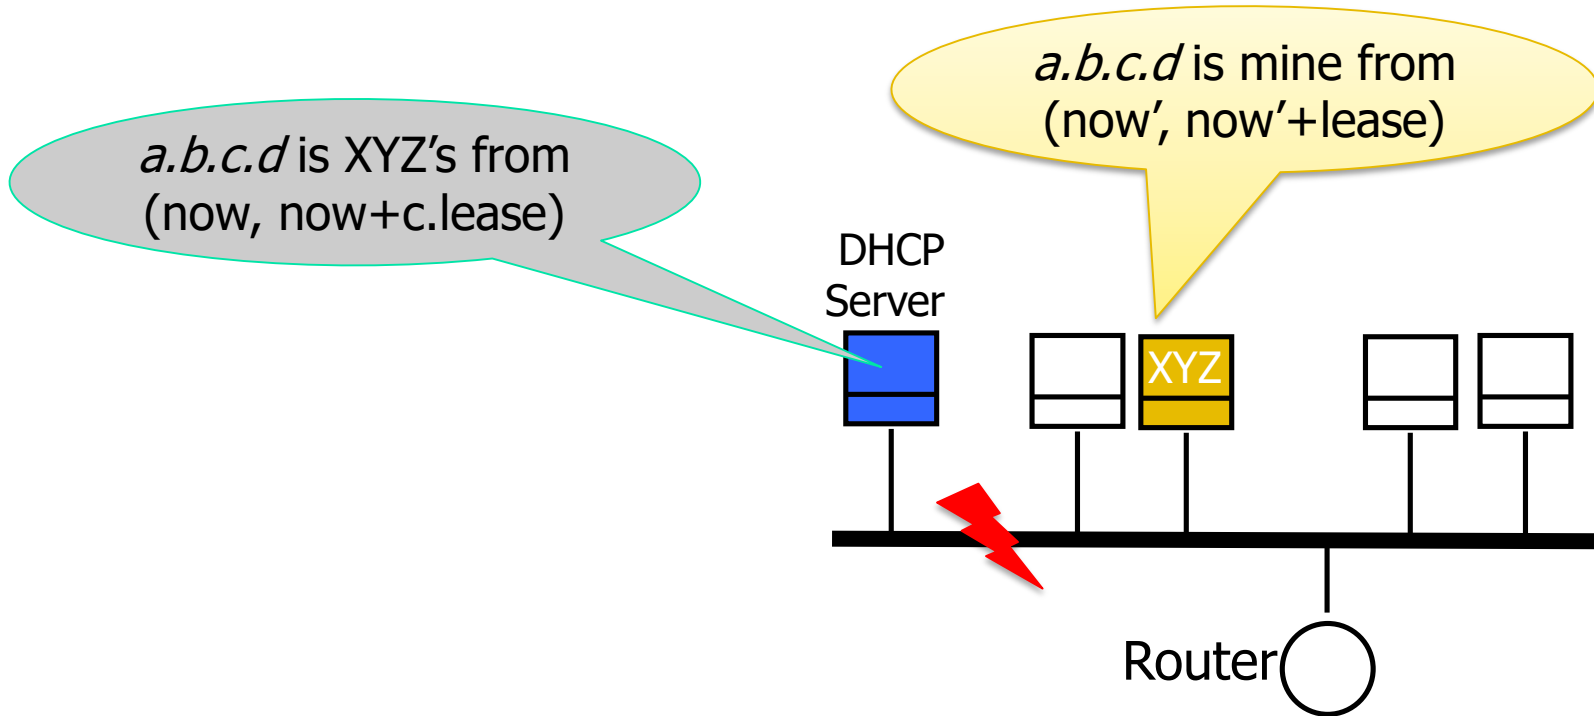 a.b.c.d is mine from
(now’, now’+lease)
a.b.c.d is XYZ’s from
(now, now+c.lease)
DHCP
Server
XYZ
Router